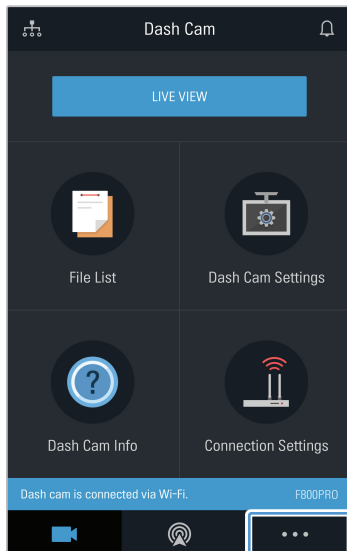 Dash Cam
LIVE VIEW
File List
Dash Cam Settings
?
Dash Cam Info
Connection Settings
Dash cam is connected via Wi-Fi.
F800PRO